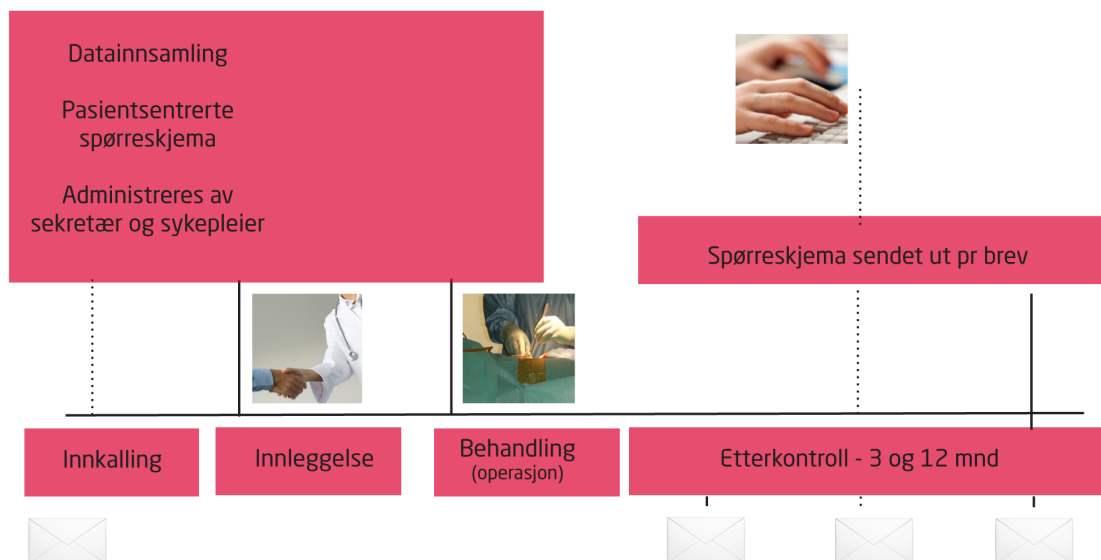 Datainnsamling
Pasientsentrerte
spørreskjema
Administreres av
sekretær og sykepleier
Spørreskjema sendet ut pr brev
Innkalling
Innleggelse
Behandling
(operasjon)
Etterkontroll - 3 og 12 mnd